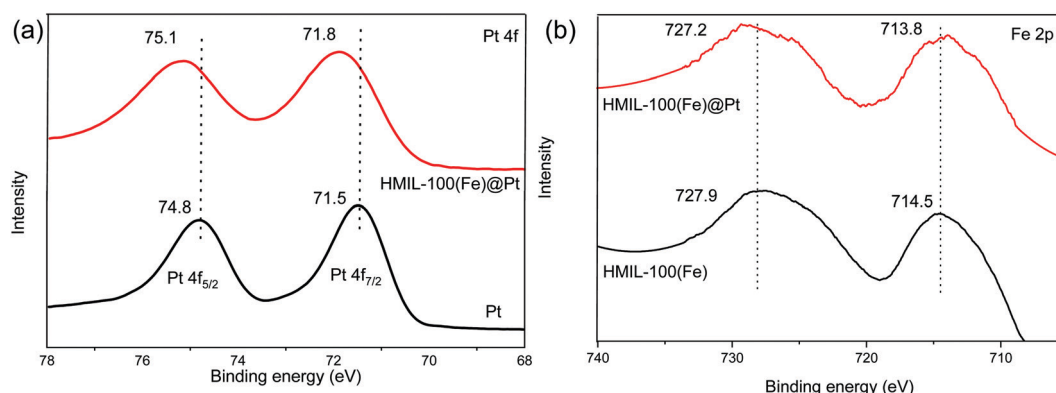 (a)
75.1
71.8
Pt 4f
HMIL-100(Fe)@Pt
74.8
71.5
Pt 4f5/2
Pt 4f7/2
Pt
Intensity
78
76
74
72
70
68
Binding energy (eV)
(b)
727.2
713.8
Fe 2p
HMIL-100(Fe)@Pt
727.9
714.5
HMIL-100(Fe)
Intensity
740
730
720
710
Binding energy (eV)